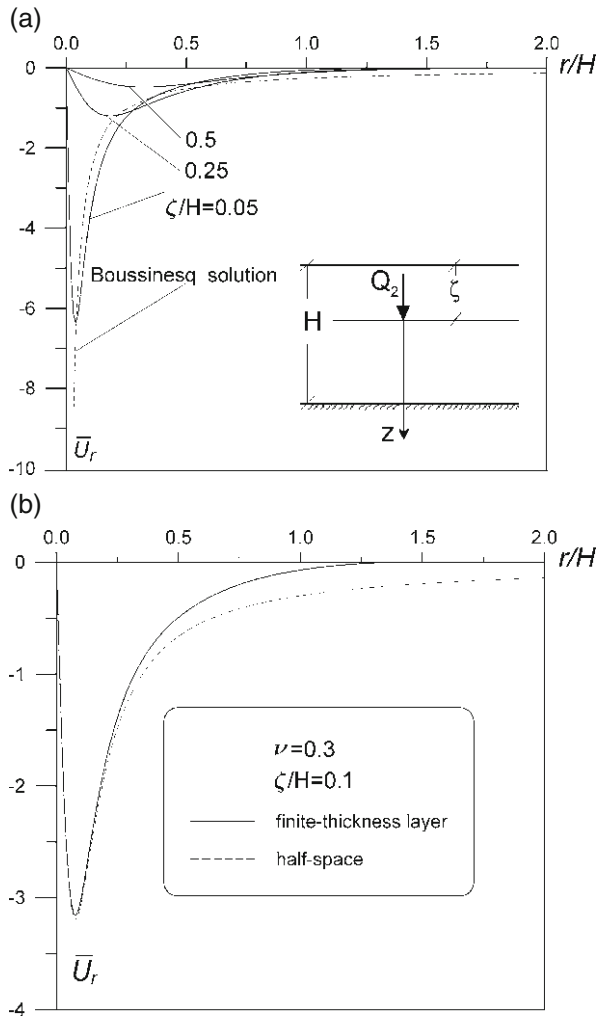 (a)
0.0 0.5 1.0 1.5 2.0
r/H
0
-2
-4
-6
-8
-10
0.5
0.25
ζ/H=0.05
Boussinesq solution
Q₂
ζ
H
z
U̅r
(b)
0.0 0.5 1.0 1.5 2.0
r/H
0
-1
-2
-3
-4
ν=0.3
ζ/H=0.1
finite-thickness layer
half-space
U̅r